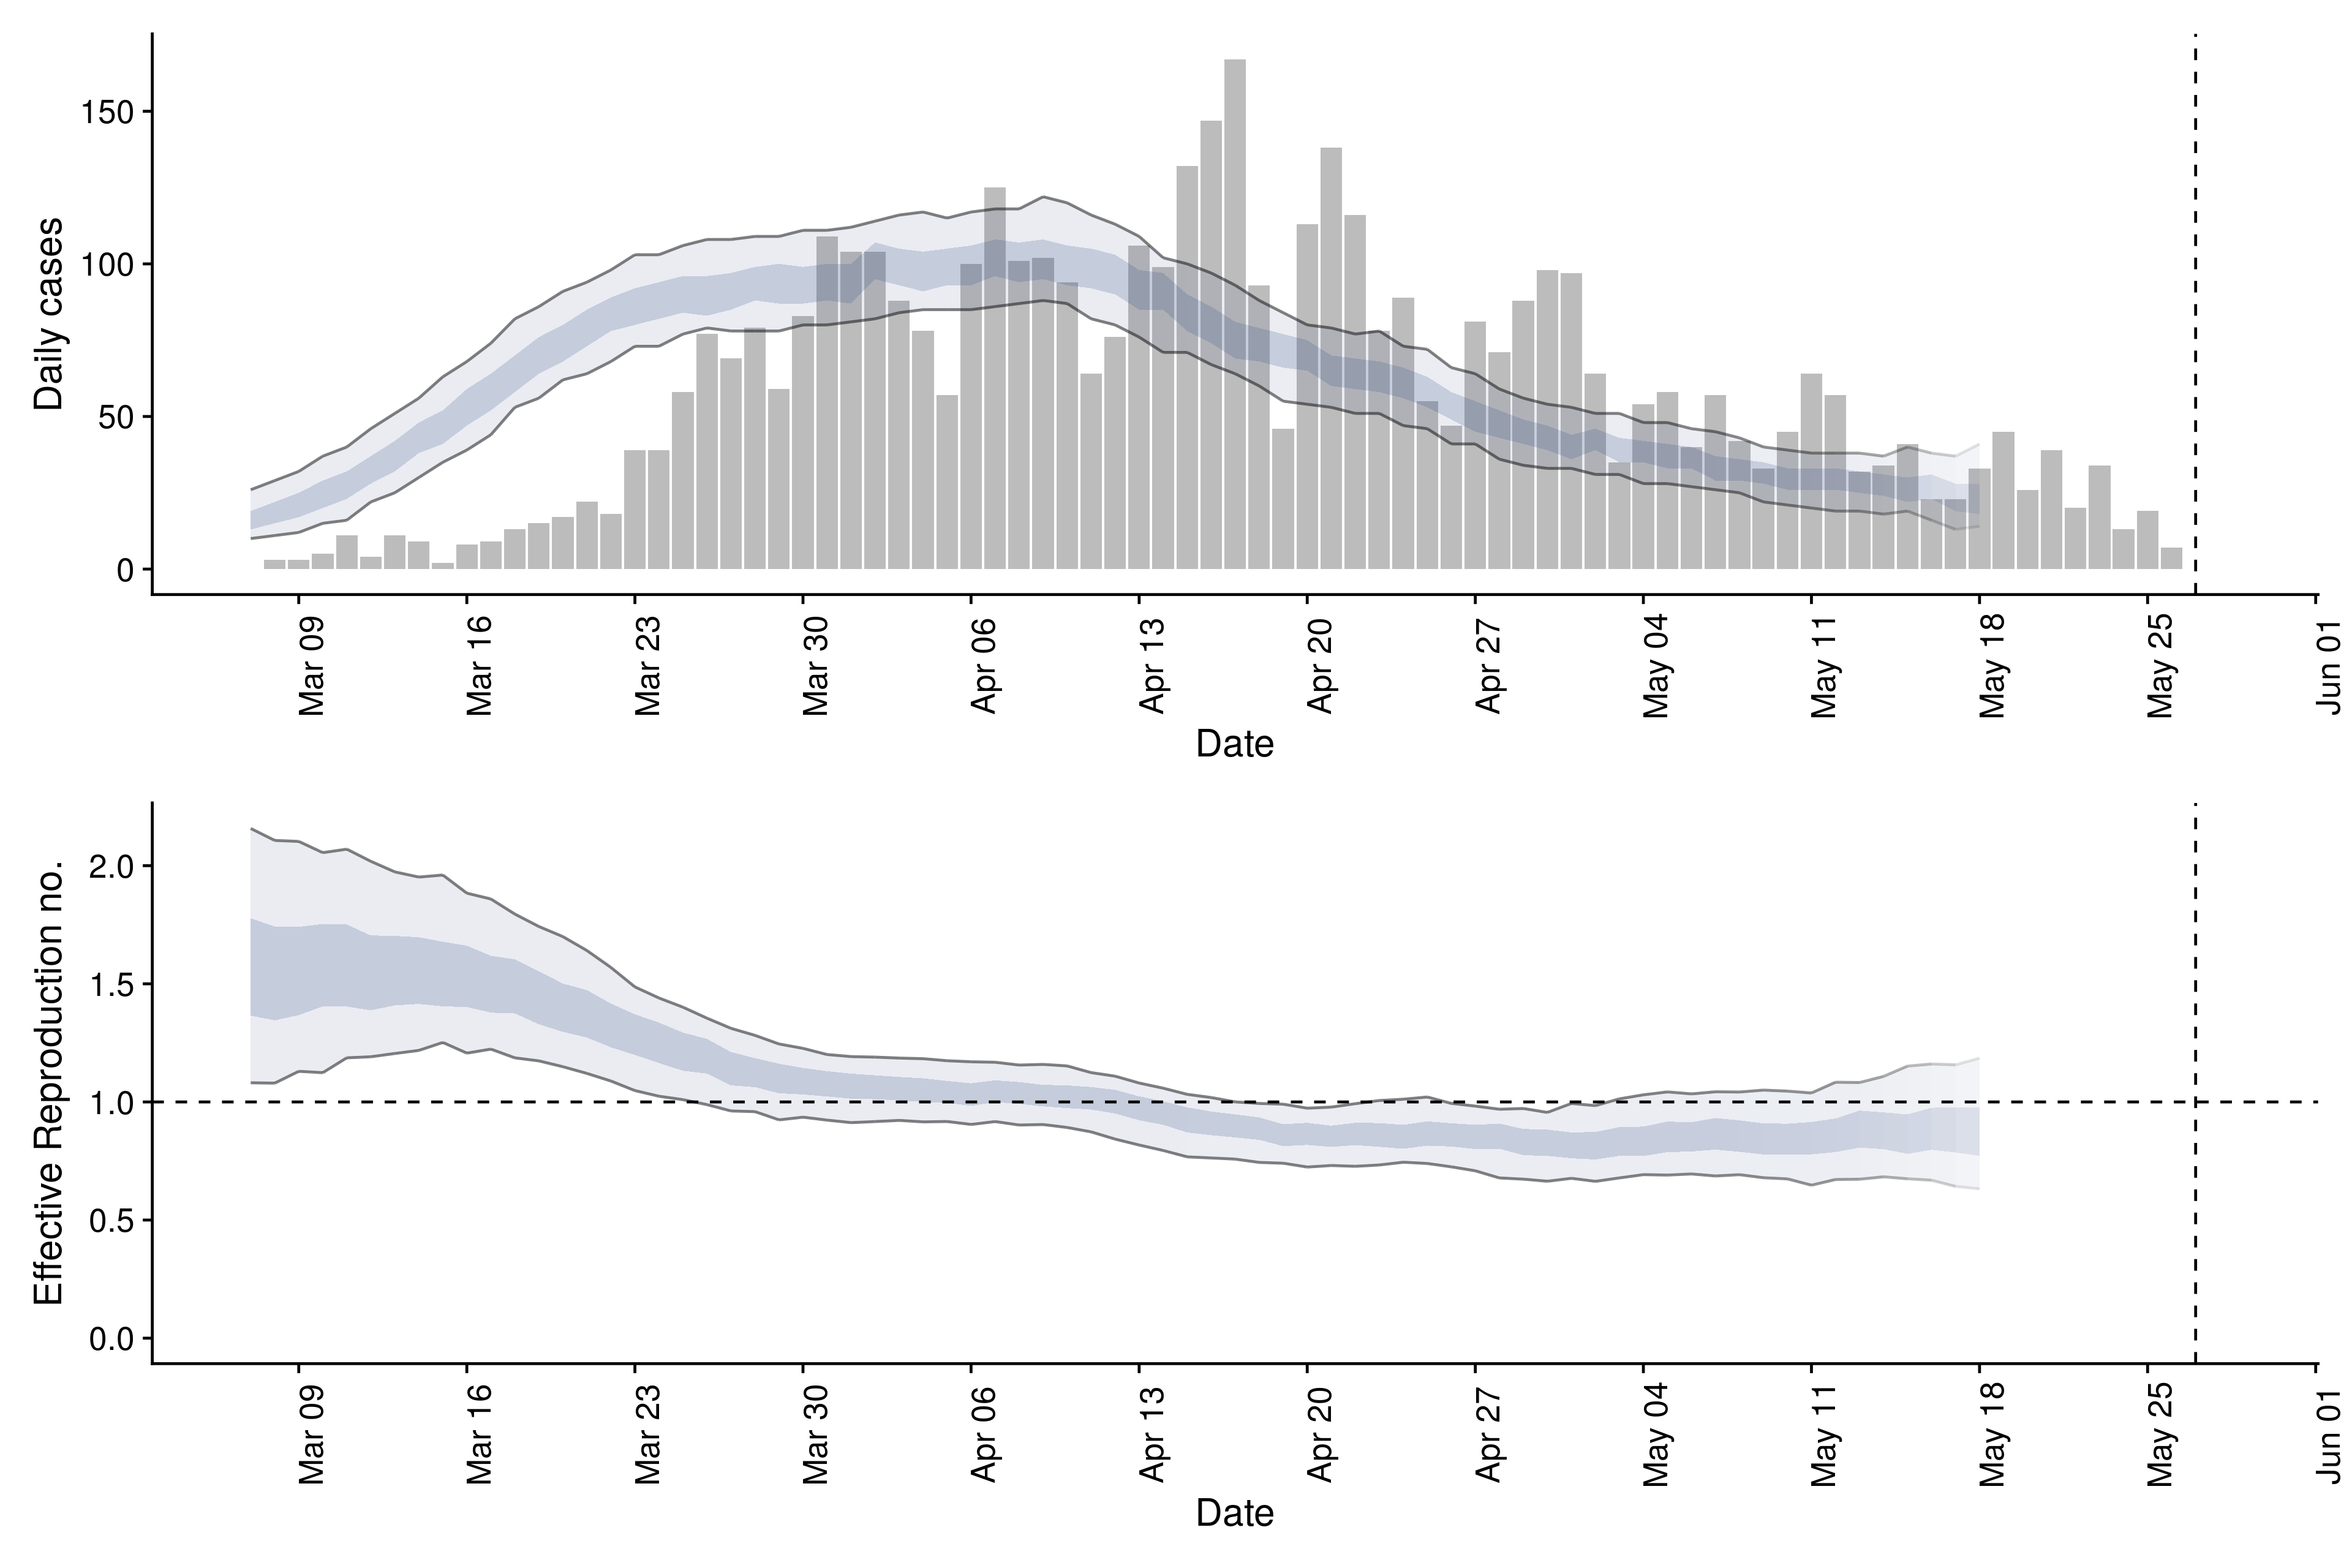 Daily cases
150
100
50
0
Mar 09
Mar 16
Mar 23
Mar 30
Apr 06
Apr 13
Apr 20
Apr 27
May 04
May 11
May 18
May 25
Jun 01
Date
Effective Reproduction no.
2.0
1.5
1.0
0.5
0.0
Mar 09
Mar 16
Mar 23
Mar 30
Apr 06
Apr 13
Apr 20
Apr 27
May 04
May 11
May 18
May 25
Jun 01
Date